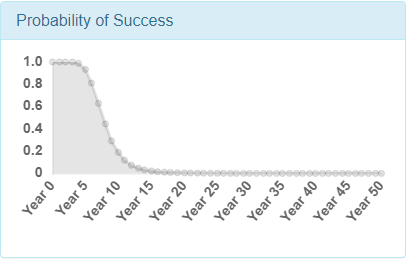 Probability of Success
1.0
0.8
0.6
0.4
0.2
0
Year 0
Year 5
Year 10
Year 15
Year 20
Year 25
Year 30
Year 35
Year 40
Year 45
Year 50